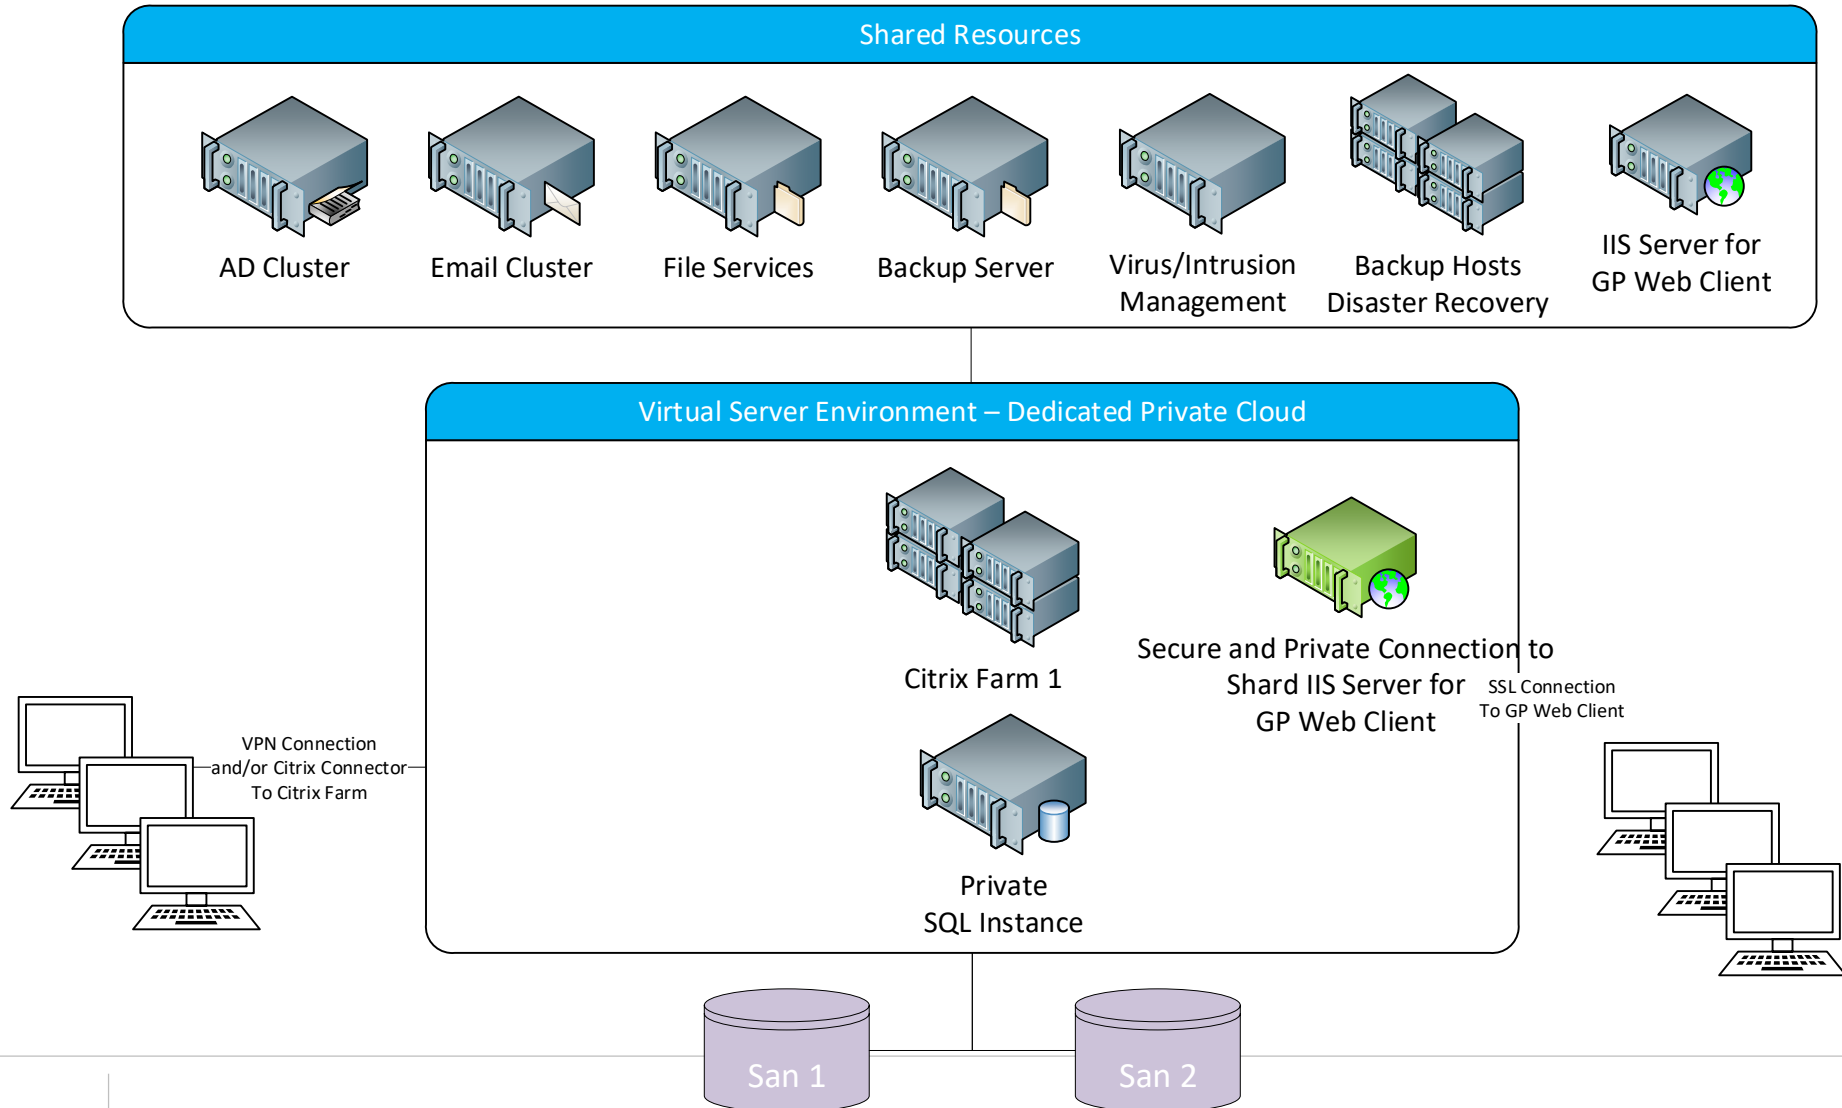 Shared Resources
AD Cluster
Email Cluster
File Services
Backup Server
Virus/Intrusion
Management
Backup Hosts
Disaster Recovery
IIS Server for
GP Web Client
Virtual Server Environment – Dedicated Private Cloud
Citrix Farm 1
Secure and Private Connection to
Shard IIS Server for
GP Web Client
SSL Connection
To GP Web Client
VPN Connection
and/or Citrix Connector
To Citrix Farm
Private
SQL Instance
San 1
San 2